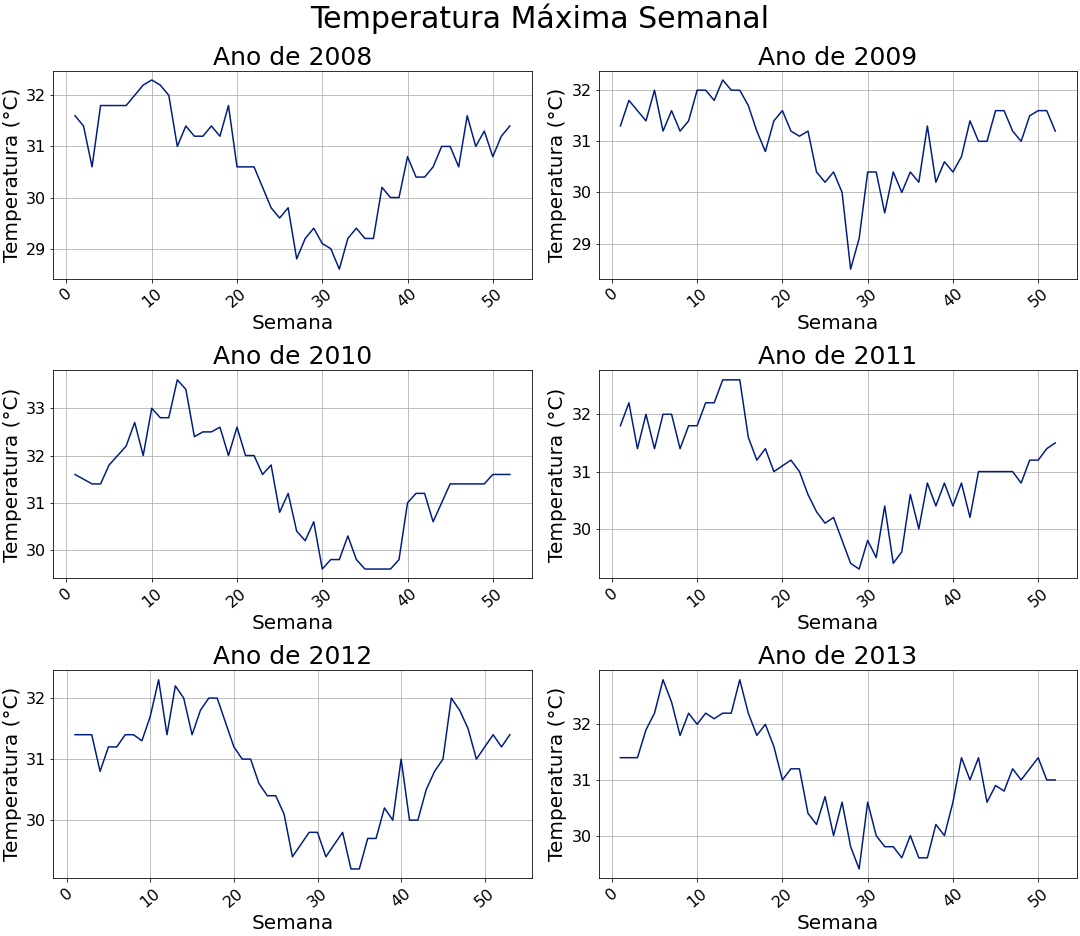 Temperatura Máxima Semanal
Ano de 2008
Temperatura (°C)
32
31
30
29
0 10 20 30 40 50
Semana
Ano de 2009
Temperatura (°C)
32
31
30
29
0 10 20 30 40 50
Semana
Ano de 2010
Temperatura (°C)
33
32
31
30
0 10 20 30 40 50
Semana
Ano de 2011
Temperatura (°C)
32
31
30
0 10 20 30 40 50
Semana
Ano de 2012
Temperatura (°C)
32
31
30
0 10 20 30 40 50
Semana
Ano de 2013
Temperatura (°C)
32
31
30
0 10 20 30 40 50
Semana